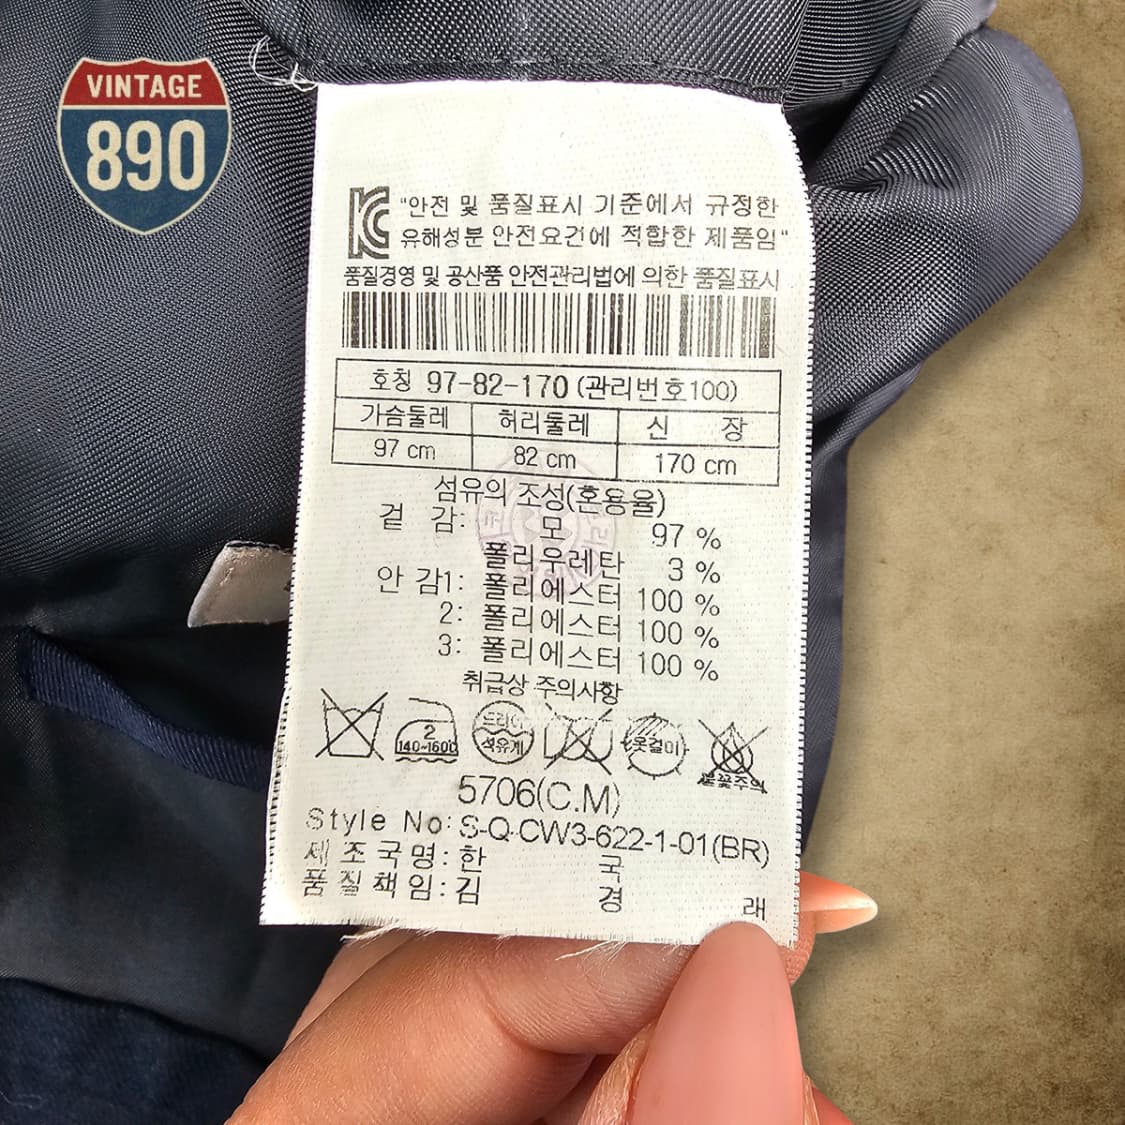 VINTAGE
890
"안전 및 품질표시 기준에서 규정한
유해성분 안전요건에 적합한 제품임"
품질경영 및 공산품 안전관리법에 의한 품질표시
호칭 97-82-170 (관리번호100)
가슴둘레 허리둘레 신 장
97 cm 82 cm 170 cm
섬유의 조성(혼용율)
겉 감: 모 97 %
폴리우레탄 3 %
안 감1: 폴리에스터 100 %
2: 폴리에스터 100 %
3: 폴리에스터 100 %
취급상 주의사항
2 드라이
140~160℃ 석유계 옷걸이
불꽃주의
5706(C.M)
Style No: S-Q-CW3-622-1-01(BR)
제 조 국 명 : 한 국
품 질 책 임 : 김 경 래